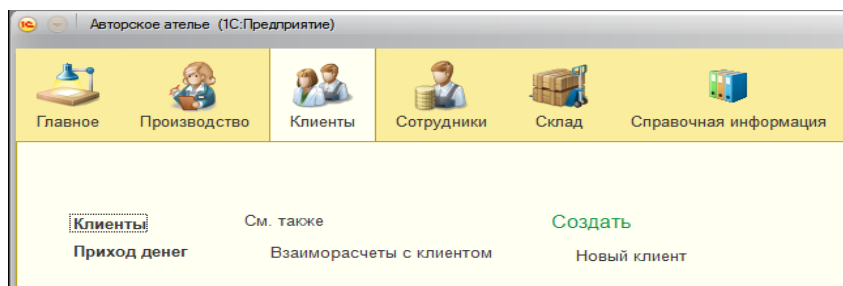 1С Авторское ателье (1С:Предприятие)
Главное Производство Клиенты Сотрудники Склад Справочная информация
Клиенты См. также Создать
Приход денег Взаиморасчеты с клиентом Новый клиент